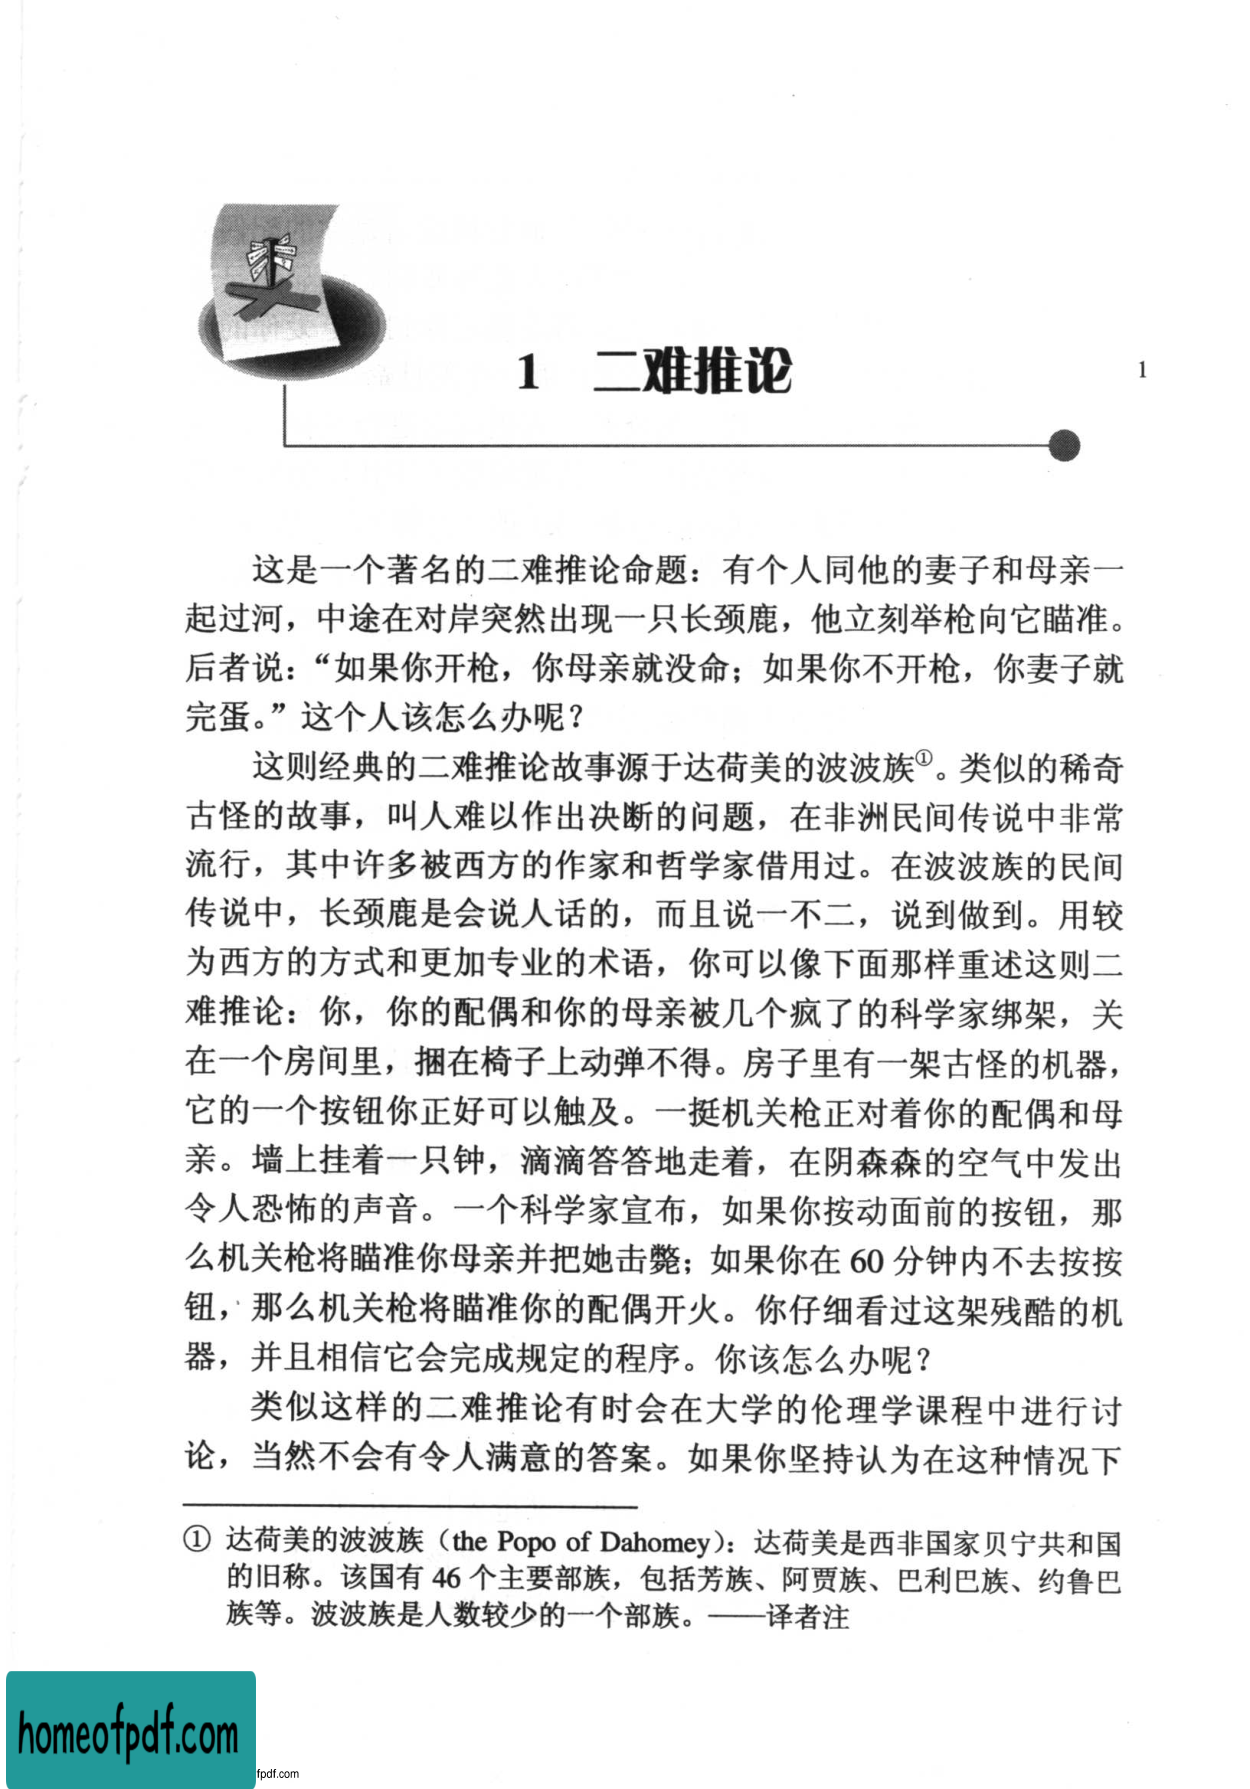 1 二难推论
1
这是一个著名的二难推论命题：有个人同他的妻子和母亲一
起过河，中途在对岸突然出现一只长颈鹿，他立刻举枪向它瞄准。
后者说：“如果你开枪，你母亲就没命；如果你不开枪，你妻子就
完蛋。”这个人该怎么办呢？
这则经典的二难推论故事源于达荷美的波波族①。类似的稀奇
古怪的故事，叫人难以作出决断的问题，在非洲民间传说中非常
流行，其中许多被西方的作家和哲学家借用过。在波波族的民间
传说中，长颈鹿是会说人话的，而且说一不二，说到做到。用较
为西方的方式和更加专业的术语，你可以像下面那样重述这则二
难推论：你，你的配偶和你的母亲被几个疯了的科学家绑架，关
在一个房间里，捆在椅子上动弹不得。房子里有一架古怪的机器，
它的一个按钮你正好可以触及。一挺机关枪正对着你的配偶和母
亲。墙上挂着一只钟，滴滴答答地走着，在阴森森的空气中发出
令人恐怖的声音。一个科学家宣布，如果你按动面前的按钮，那
么机关枪将瞄准你母亲并把她击毙；如果你在 60 分钟内不去按按
钮，那么机关枪将瞄准你的配偶开火。你仔细看过这架残酷的机
器，并且相信它会完成规定的程序。你该怎么办呢？
类似这样的二难推论有时会在大学的伦理学课程中进行讨
论，当然不会有令人满意的答案。如果你坚持认为在这种情况下
① 达荷美的波波族（the Popo of Dahomey）：达荷美是西非国家贝宁共和国
的旧称。该国有 46 个主要部族，包括芳族、阿贾族、巴利巴族、约鲁巴
族等。波波族是人数较少的一个部族。——译者注
homeofpdf.com
fpdf.com